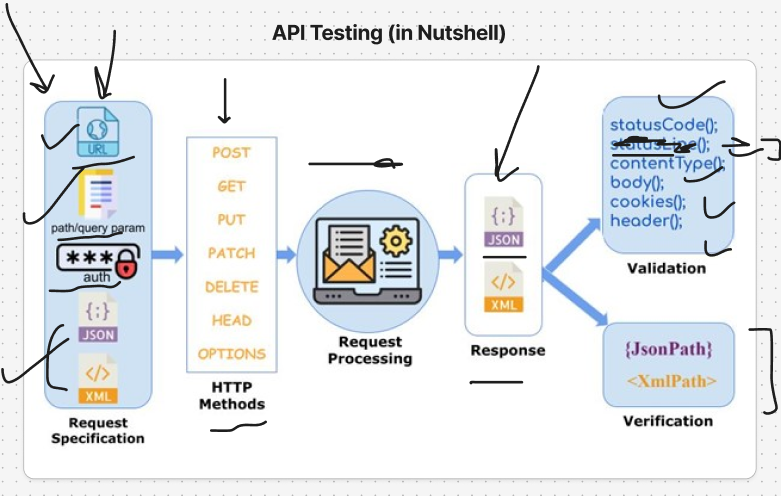 API Testing (in Nutshell)
URL
path/query param
***
auth
{;}
JSON
</>
XML
Request
Specification
POST
GET
PUT
PATCH
DELETE
HEAD
OPTIONS
HTTP
Methods
Request
Processing
{;}
JSON
</>
XML
Response
statusCode();
statusLine();
contentType();
body();
cookies();
header();
Validation
{JsonPath}
<XmlPath>
Verification